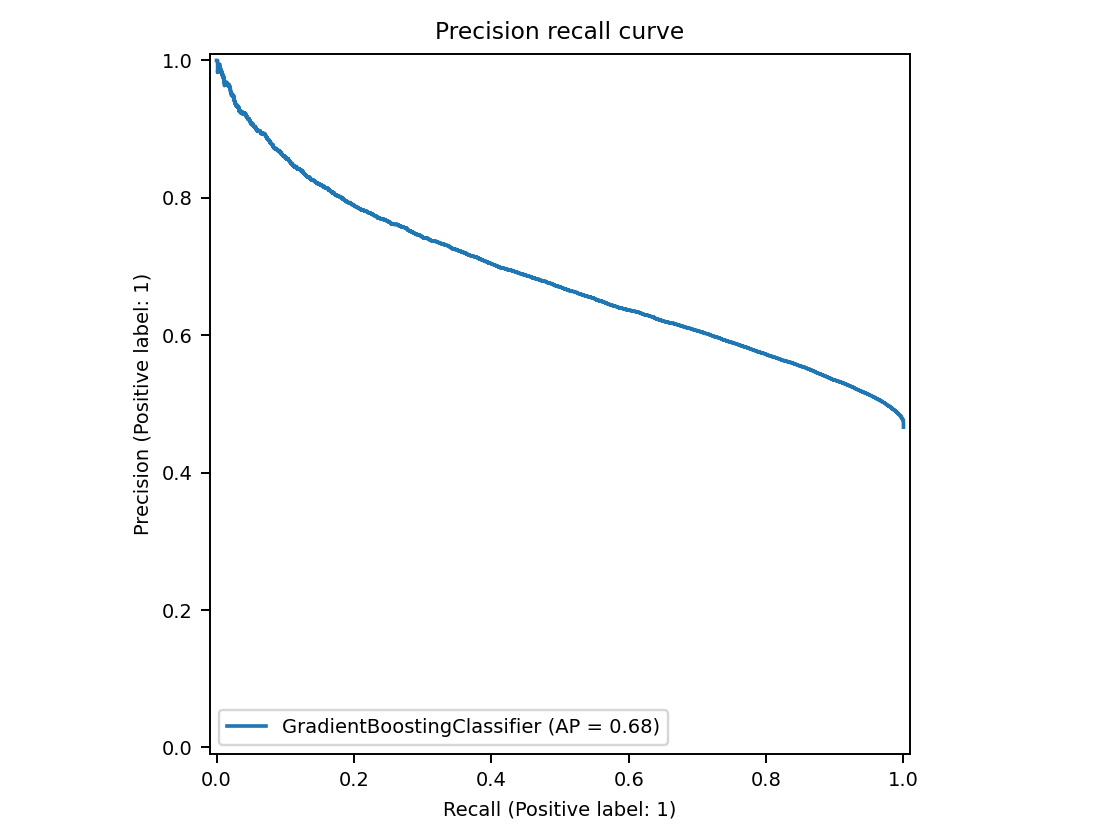 Precision recall curve
1.0
0.8
0.6
0.4
0.2
0.0
Precision (Positive label: 1)
GradientBoostingClassifier (AP = 0.68)
0.0 0.2 0.4 0.6 0.8 1.0
Recall (Positive label: 1)